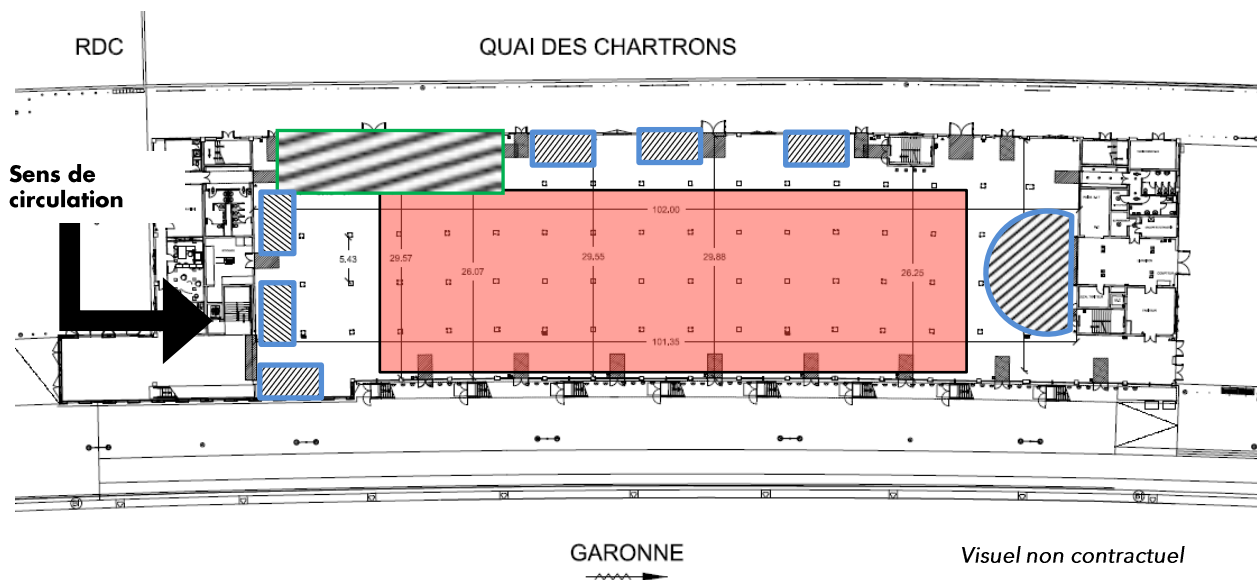 RDC
QUAI DES CHARTRONS
Sens de
circulation
102.00
5.43
29.57
26.07
29.55
29.88
26.25
101.35
GARONNE
Visuel non contractuel